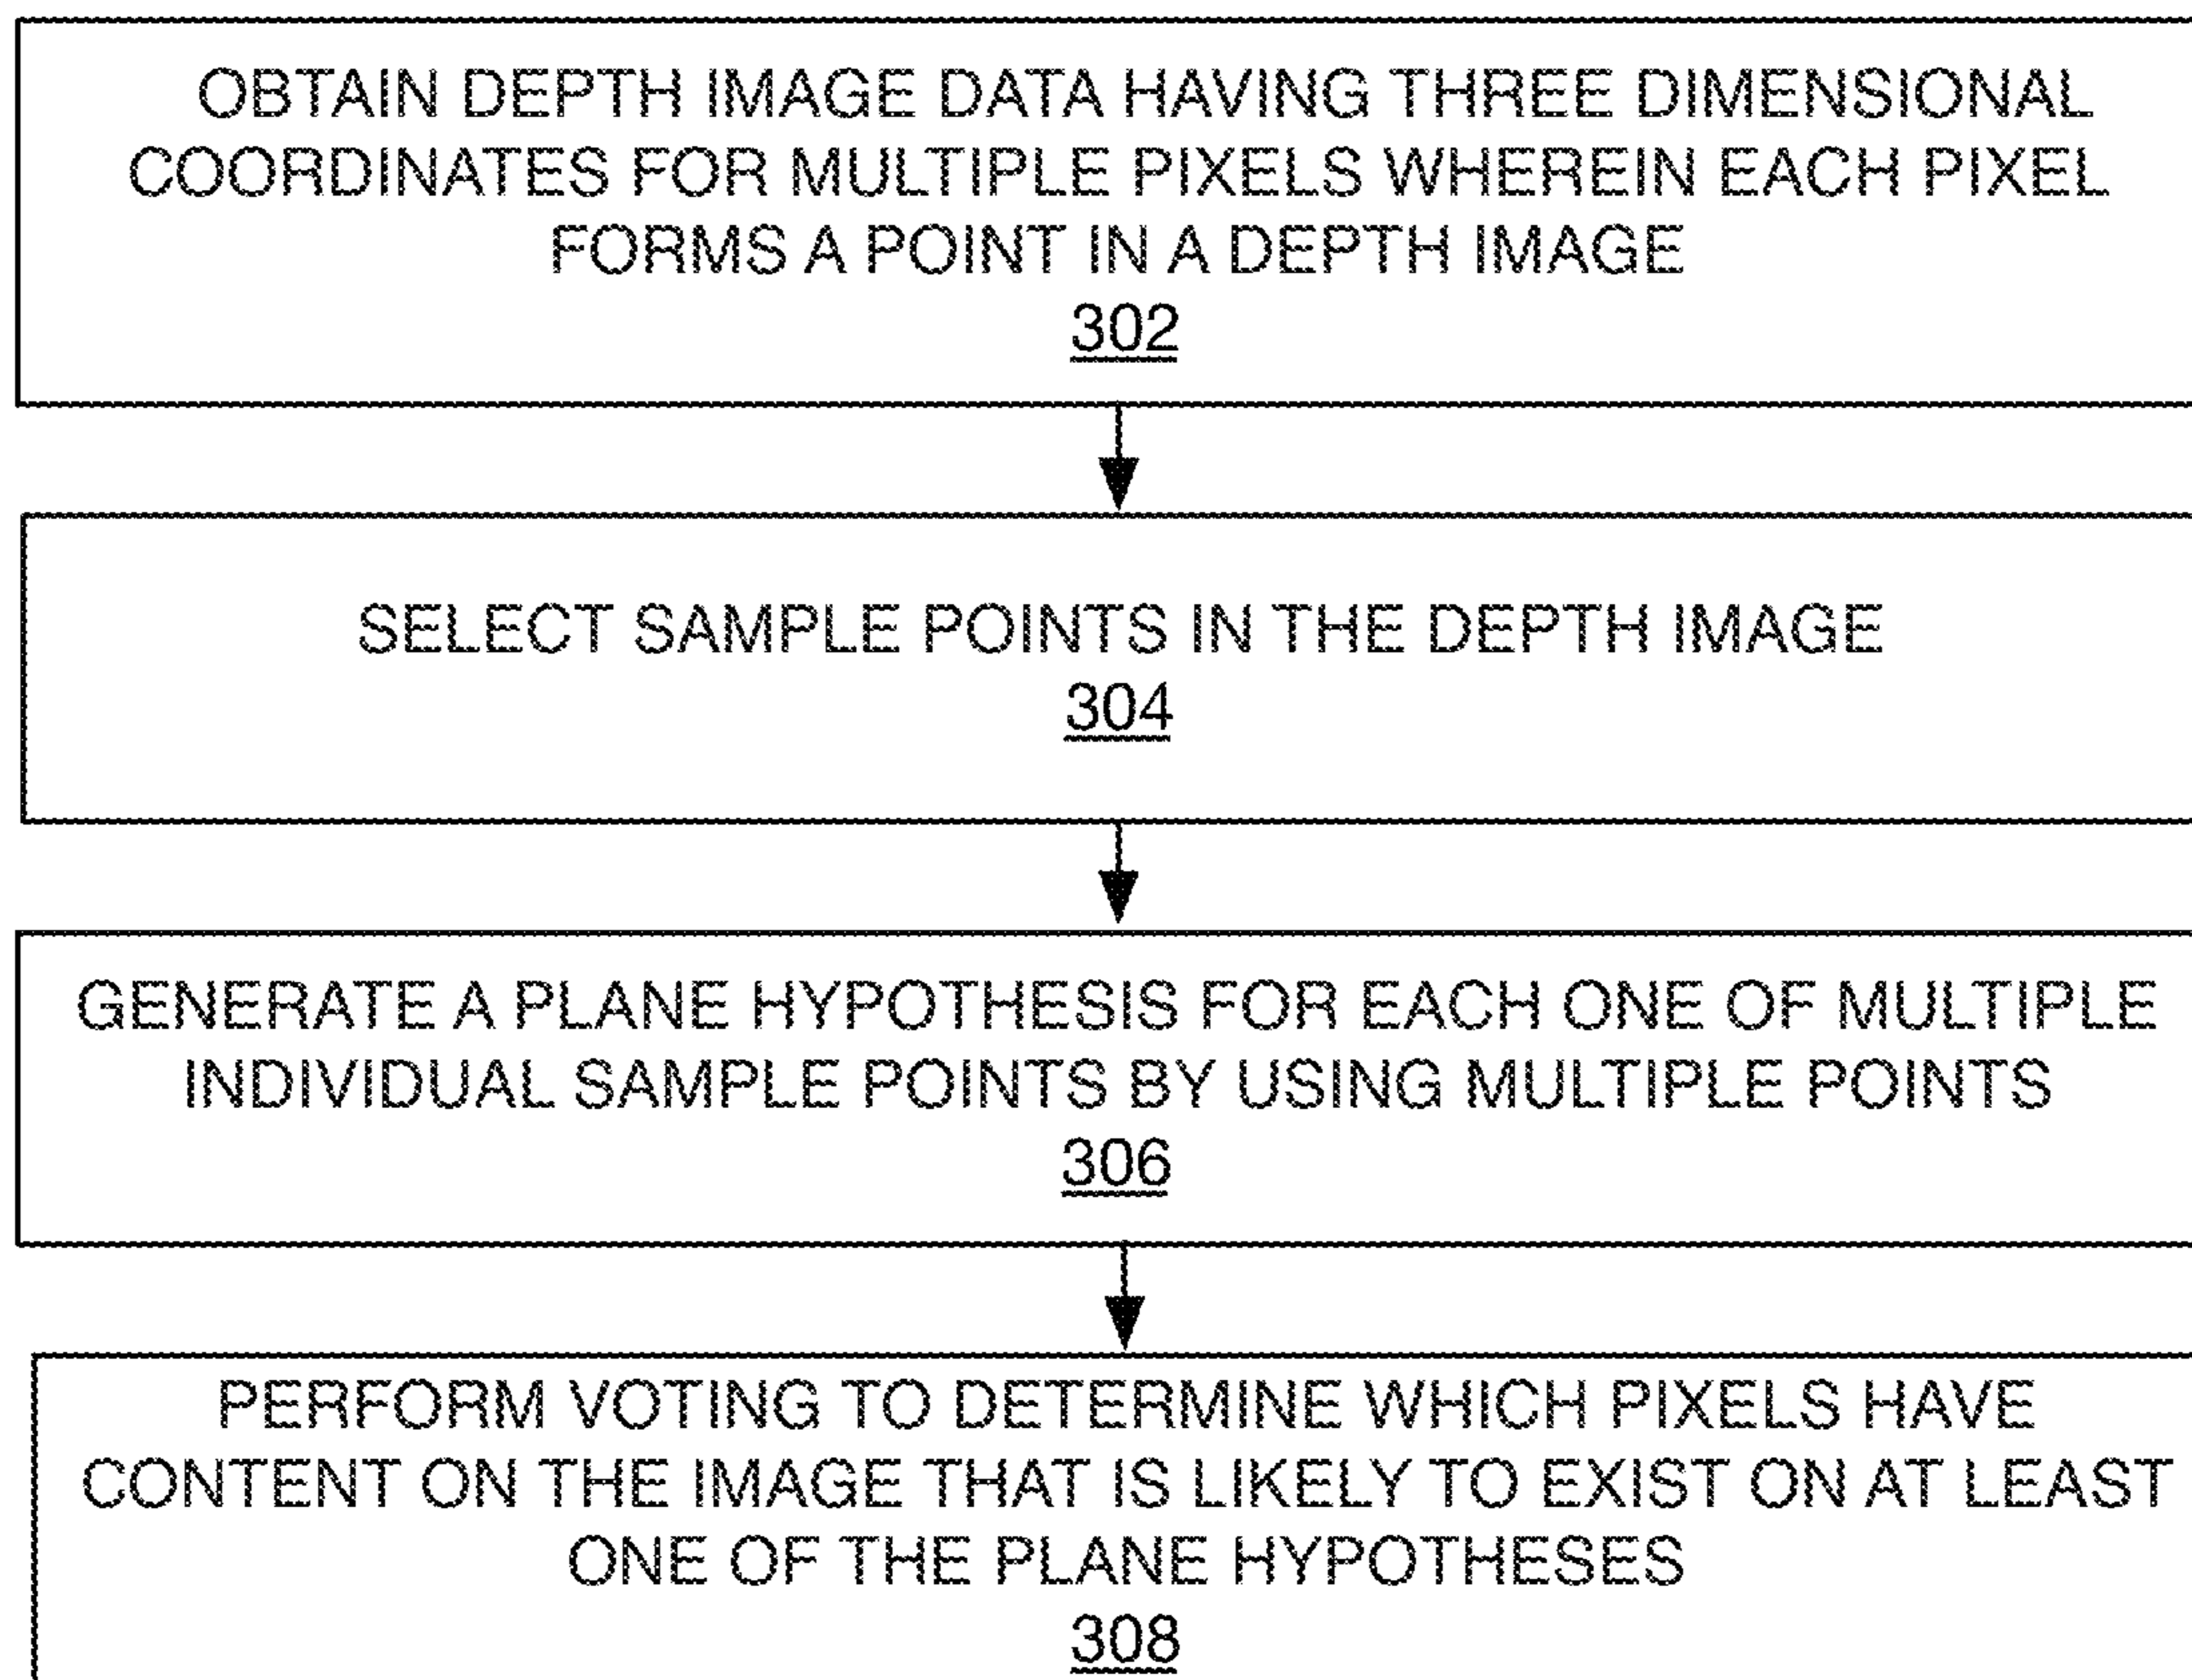 OBTAIN DEPTH IMAGE DATA HAVING THREE DIMENSIONAL
COORDINATES FOR MULTIPLE PIXELS WHEREIN EACH PIXEL
FORMS A POINT IN A DEPTH IMAGE
302
SELECT SAMPLE POINTS IN THE DEPTH IMAGE
304
GENERATE A PLANE HYPOTHESIS FOR EACH ONE OF MULTIPLE
INDIVIDUAL SAMPLE POINTS BY USING MULTIPLE POINTS
306
PERFORM VOTING TO DETERMINE WHICH PIXELS HAVE
CONTENT ON THE IMAGE THAT IS LIKELY TO EXIST ON AT LEAST
ONE OF THE PLANE HYPOTHESES
308